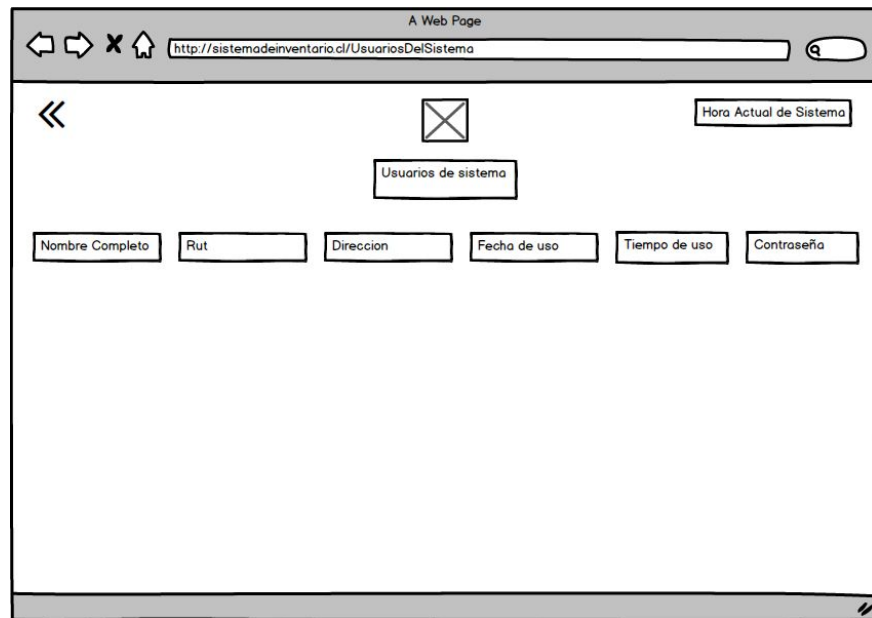 A Web Page
http://sistemadeinventario.cl/UsuariosDelSistema
Hora Actual de Sistema
Usuarios de sistema
Nombre Completo Rut Direccion Fecha de uso Tiempo de uso Contraseña